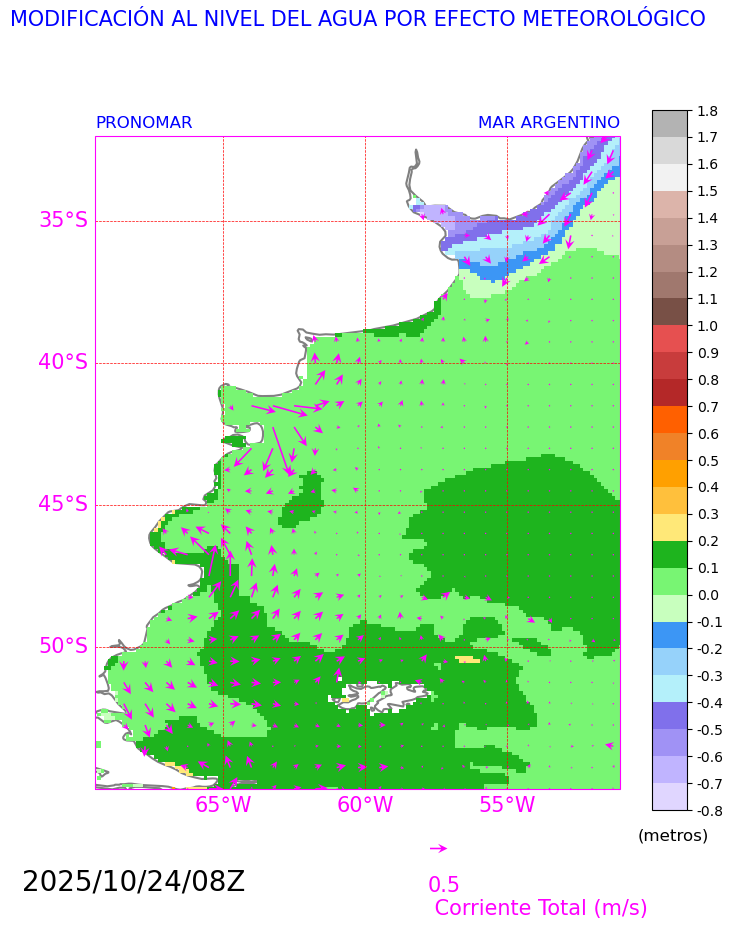 MODIFICACIÓN AL NIVEL DEL AGUA POR EFECTO METEOROLÓGICO
PRONOMAR MAR ARGENTINO
35°S
40°S
45°S
50°S
65°W 60°W 55°W
1.8
1.7
1.6
1.5
1.4
1.3
1.2
1.1
1.0
0.9
0.8
0.7
0.6
0.5
0.4
0.3
0.2
0.1
0.0
-0.1
-0.2
-0.3
-0.4
-0.5
-0.6
-0.7
-0.8
(metros)
2025/10/24/08Z
0.5
Corriente Total (m/s)